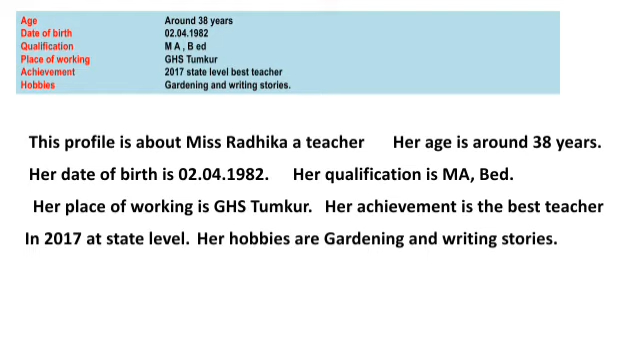 Age Around 38 years
Date of birth 02.04.1982
Qualification M A , B ed
Place of working GHS Tumkur
Achievement 2017 state level best teacher
Hobbies Gardening and writing stories.
This profile is about Miss Radhika a teacher Her age is around 38 years.
Her date of birth is 02.04.1982. Her qualification is MA, Bed.
Her place of working is GHS Tumkur. Her achievement is the best teacher
In 2017 at state level. Her hobbies are Gardening and writing stories.